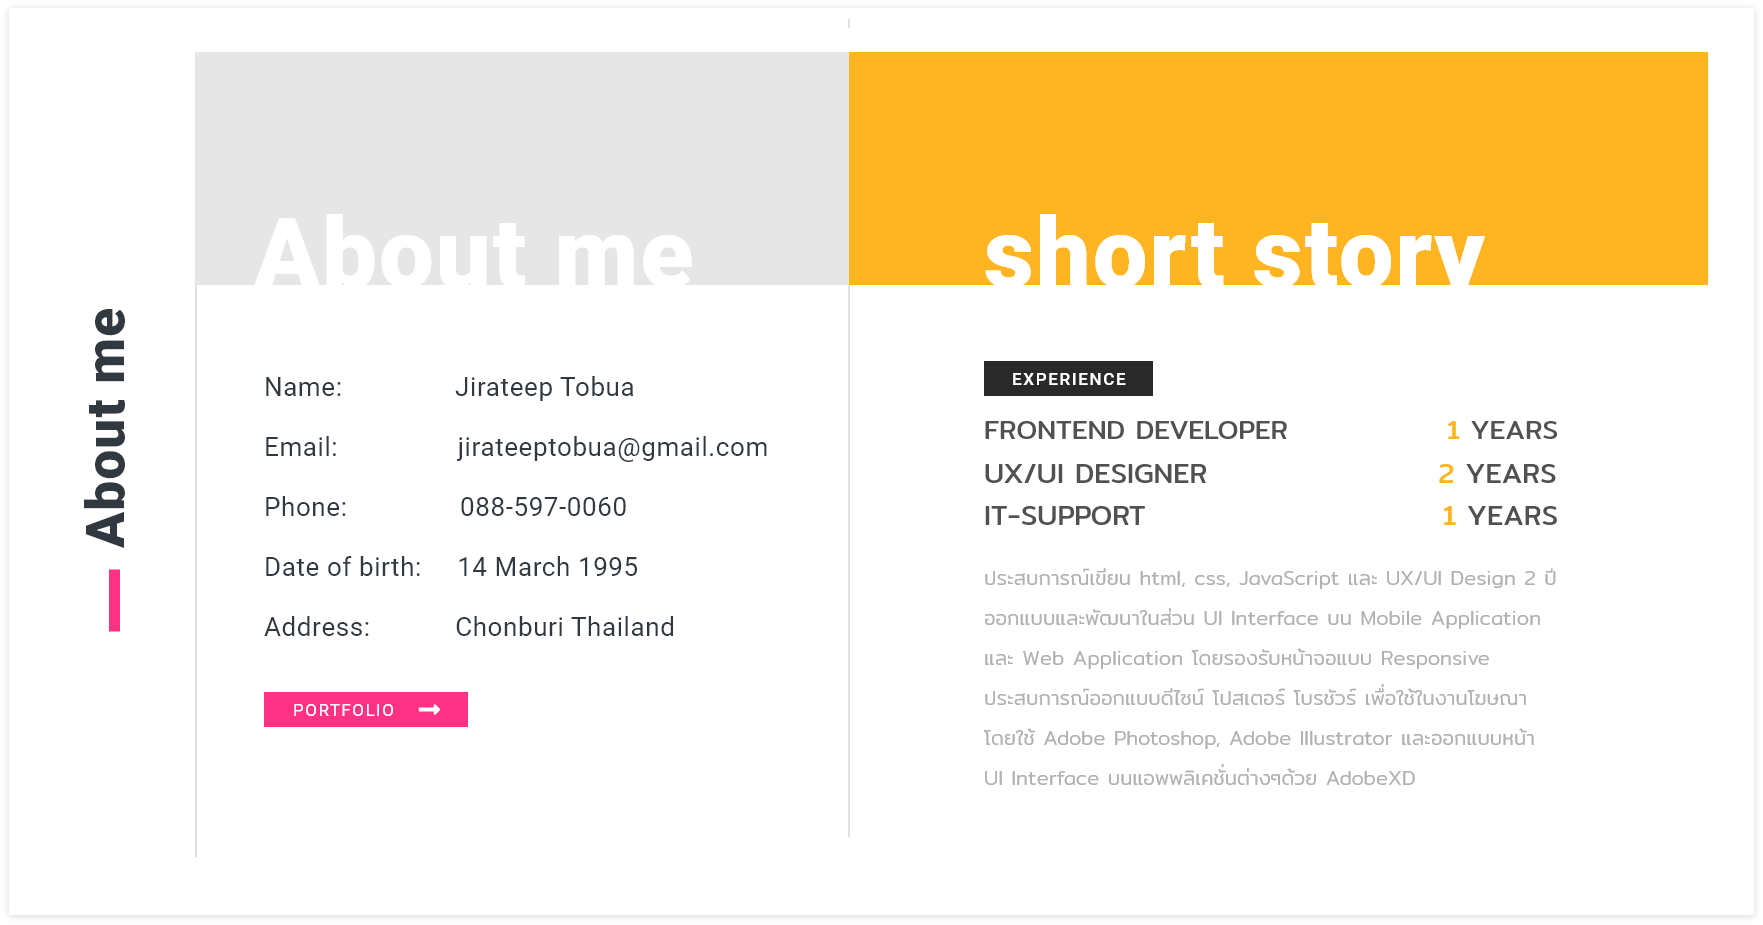 About me
About me
Name: Jirateep Tobua
Email: jirateeptobua@gmail.com
Phone: 088-597-0060
Date of birth: 14 March 1995
Address: Chonburi Thailand
PORTFOLIO
short story
EXPERIENCE
FRONTEND DEVELOPER 1 YEARS
UX/UI DESIGNER 2 YEARS
IT-SUPPORT 1 YEARS
ประสบการณ์เขียน html, css, JavaScript และ UX/UI Design 2 ปี
ออกแบบและพัฒนาในส่วน UI Interface บน Mobile Application
และ Web Application โดยรองรับหน้าจอแบบ Responsive
ประสบการณ์ออกแบบดีไซน์ โปสเตอร์ โบรชัวร์ เพื่อใช้ในงานโฆษณา
โดยใช้ Adobe Photoshop, Adobe Illustrator และออกแบบหน้า
UI Interface บนแอพพลิเคชั่นต่างๆด้วย AdobeXD